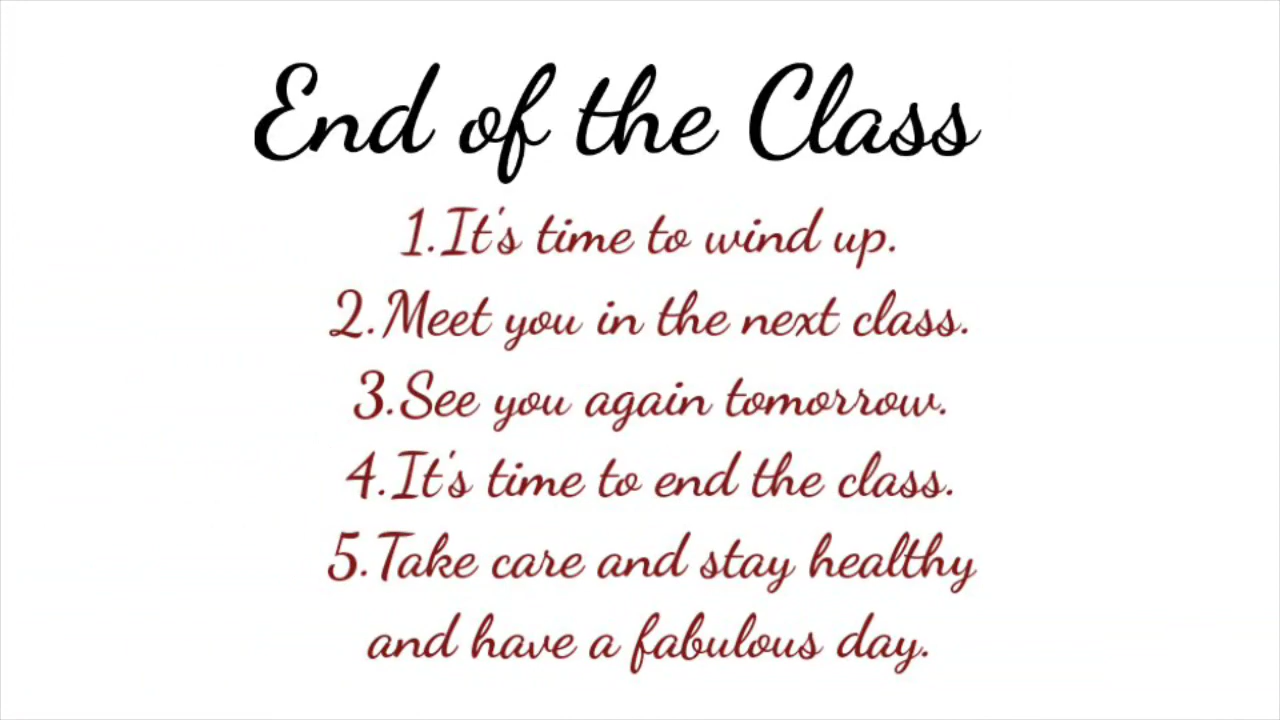 End of the Class
1.It's time to wind up.
2.Meet you in the next class.
3.See you again tomorrow.
4.It's time to end the class.
5.Take care and stay healthy
and have a fabulous day.